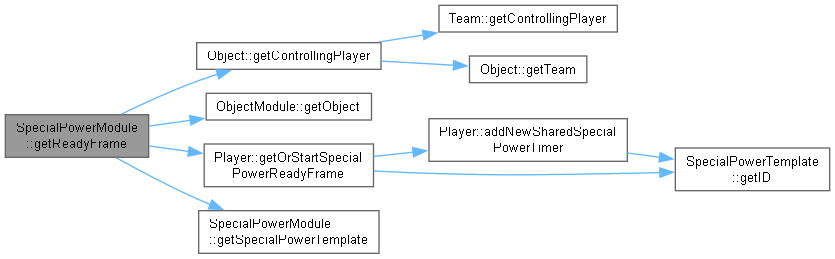 SpecialPowerModule
::getReadyFrame
Object::getControllingPlayer
Team::getControllingPlayer
Object::getTeam
ObjectModule::getObject
Player::getOrStartSpecial
PowerReadyFrame
Player::addNewSharedSpecial
PowerTimer
SpecialPowerTemplate
::getID
SpecialPowerModule
::getSpecialPowerTemplate